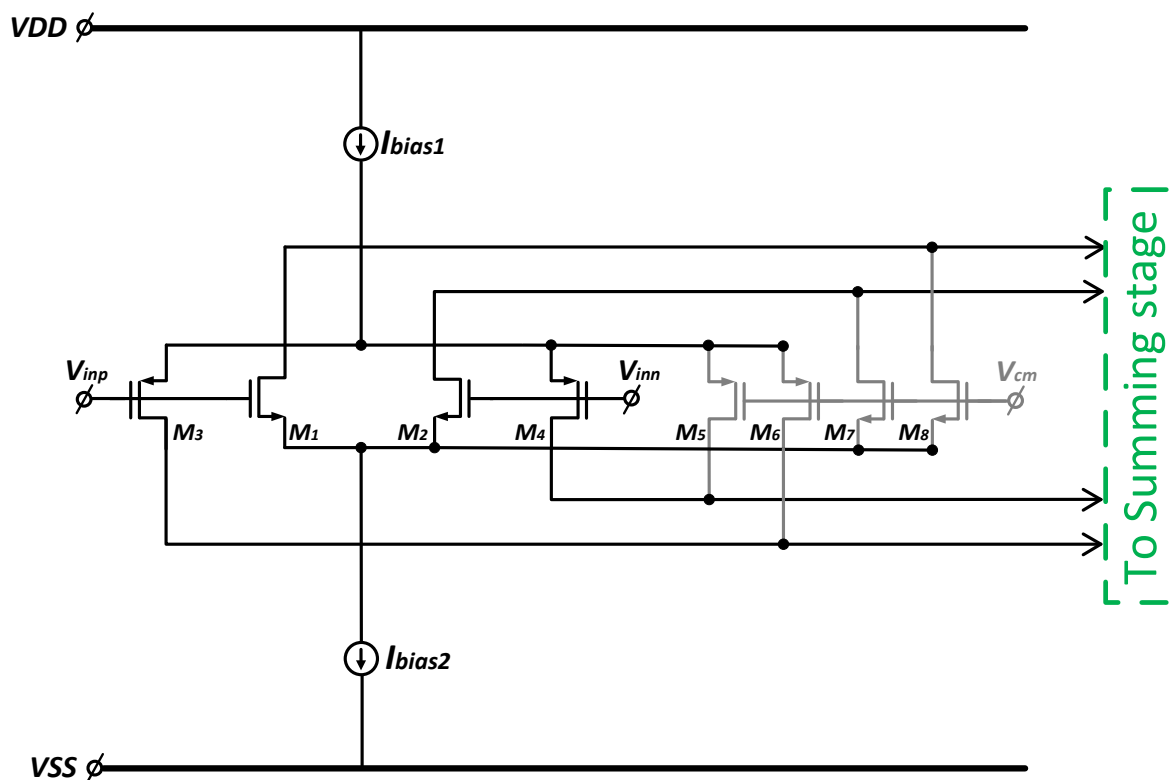 VDD
Ibias1
Vinp
Vinn
Vcm
M3
M1
M2
M4
M5
M6
M7
M8
To Summing stage
Ibias2
VSS